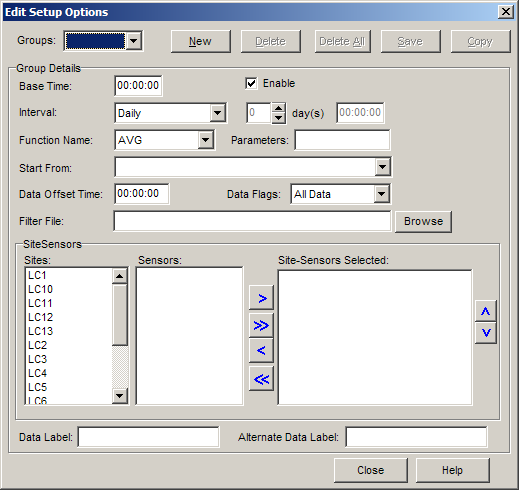 Edit Setup Options
Groups: New Delete Delete All Save Copy
Group Details
Base Time: 00:00:00 Enable
Interval: Daily 0 day(s) 00:00:00
Function Name: AVG Parameters:
Start From:
Data Offset Time: 00:00:00 Data Flags: All Data
Filter File: Browse
SiteSensors
Sites: Sensors: Site-Sensors Selected:
LC1
LC10
LC11
LC12
LC13
LC2
LC3
LC4
LC5
LC6
>
>>
<
<<
Data Label: Alternate Data Label:
Close Help